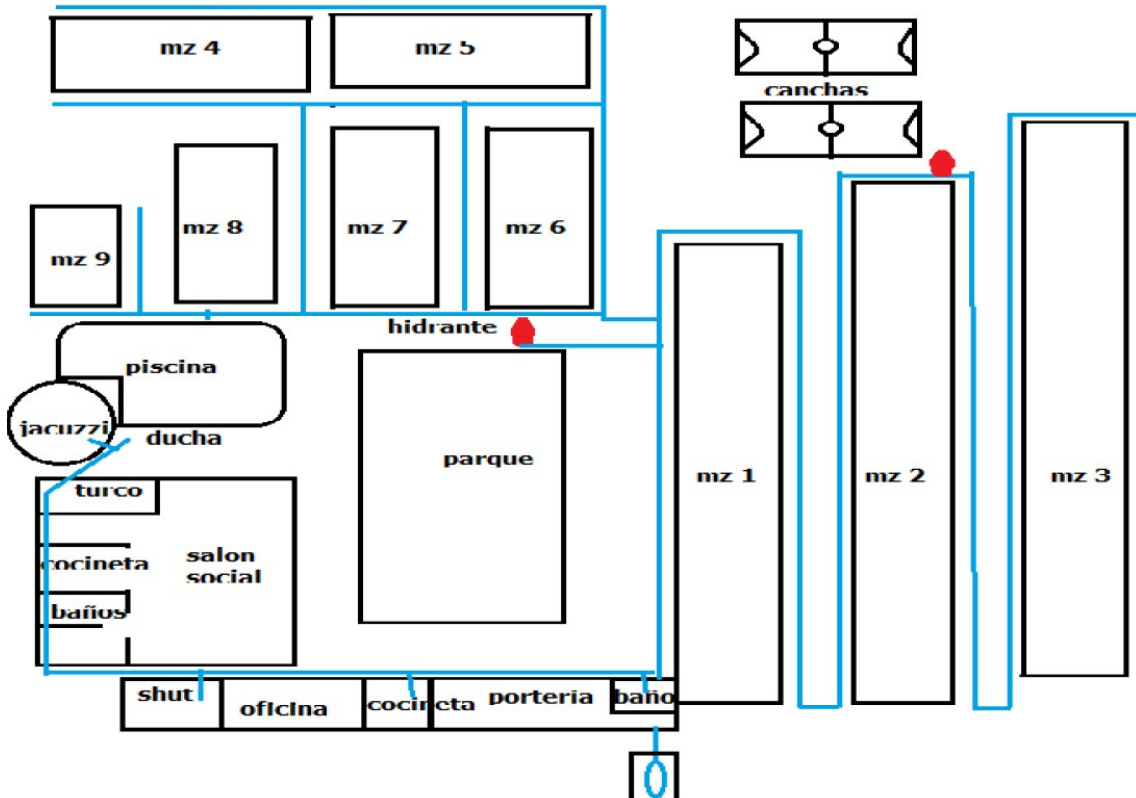 mz 4
mz 5
canchas
mz 9
mz 8
mz 7
mz 6
hidrante
piscina
jacuzzi
ducha
parque
mz 1
mz 2
mz 3
turco
cocineta
salon
social
baños
shut
oficina
cocineta
porteria
baño